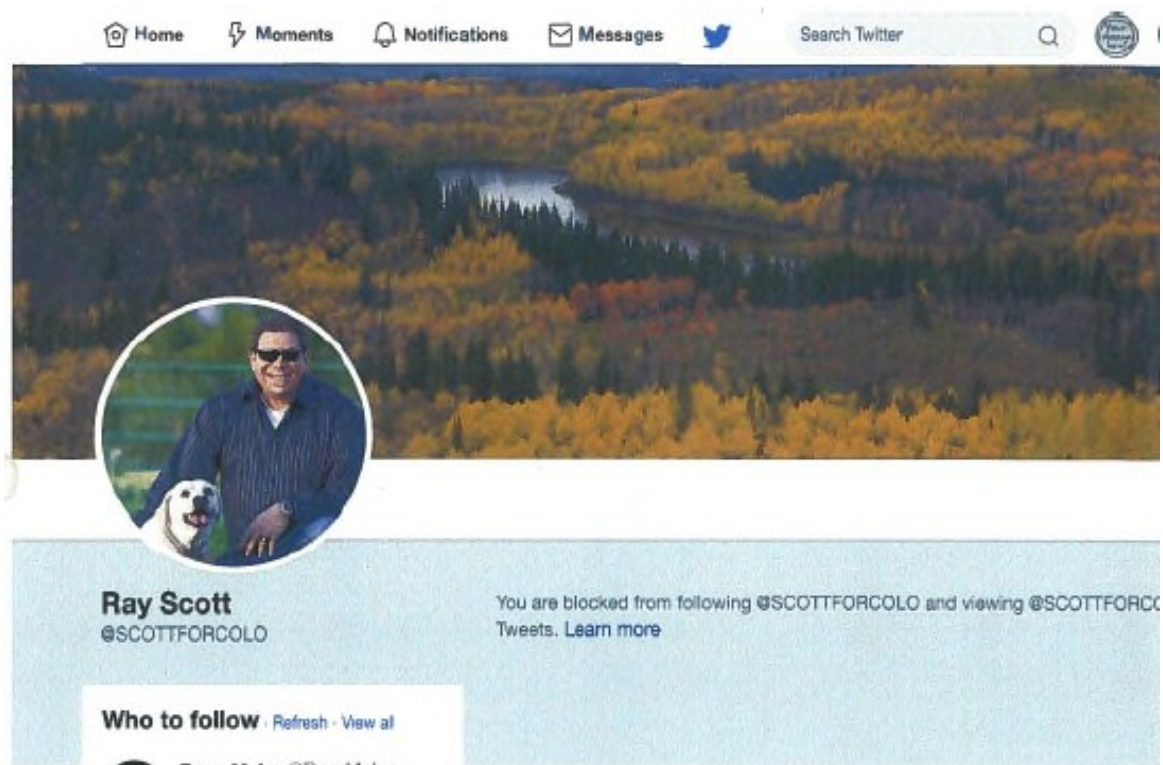 Home Moments Notifications Messages Search Twitter
Ray Scott
@SCOTTFORCOLO
You are blocked from following @SCOTTFORCOLO and viewing @SCOTTFORCO
Tweets. Learn more
Who to follow · Refresh · View all